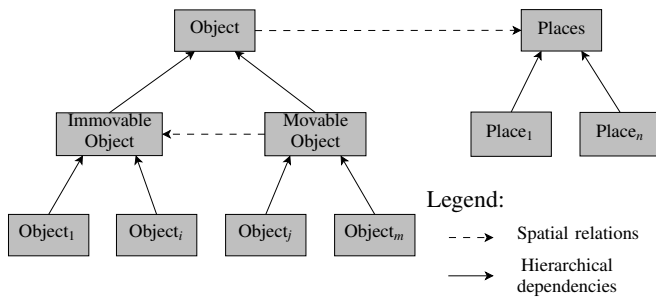 Object
Places
Immovable
Object
Movable
Object
Place₁
Placeₙ
Object₁
Objectᵢ
Objectⱼ
Objectₘ
Legend:
Spatial relations
Hierarchical
dependencies